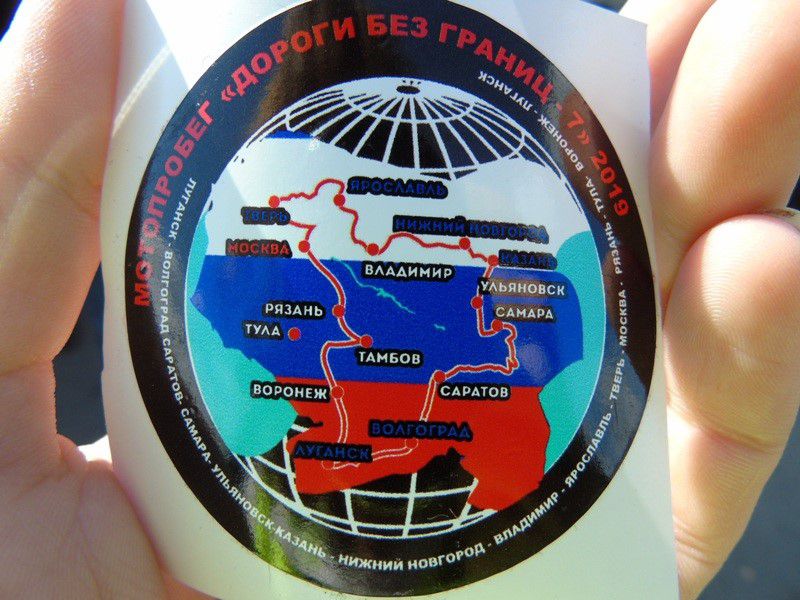 МОТОПРОБЕГ «ДОРОГИ БЕЗ ГРАНИЦ - 7» 2019
ЛУГАНСК - ВОЛГОГРАД САРАТОВ- САМАРА- УЛЬЯНОВСК,КАЗАНЬ - НИЖНИЙ НОВГОРОД - ВЛАДИМИР - ЯРОСЛАВЛЬ - ТВЕРЬ - МОСКВА - РЯЗАНЬ - ТУЛА, ВОРОНЕЖ - ЛУГАНСК
ЯРОСЛАВЛЬ
ТВЕРЬ
НИЖНИЙ НОВГОРОД
МОСКВА
КАЗАНЬ
ВЛАДИМИР
УЛЬЯНОВСК
РЯЗАНЬ
САМАРА
ТУЛА
ТАМБОВ
ВОРОНЕЖ
САРАТОВ
ВОЛГОГРАД
ЛУГАНСК